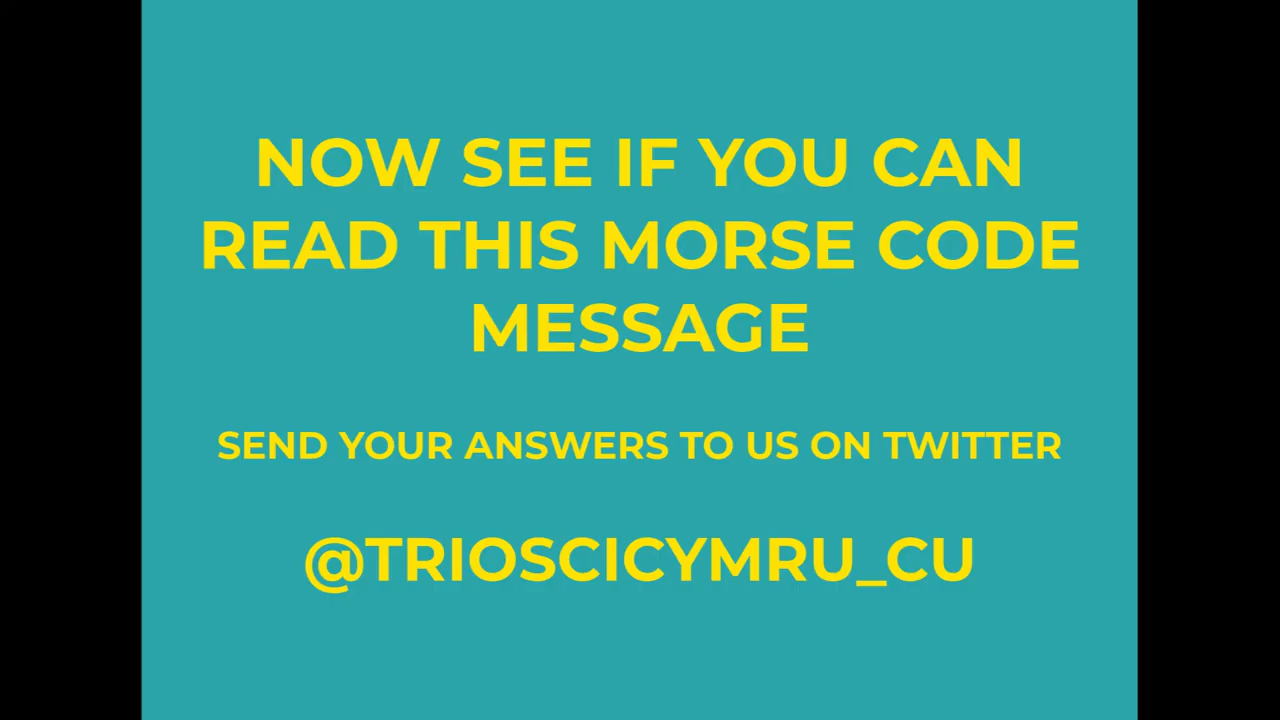 NOW SEE IF YOU CAN
READ THIS MORSE CODE
MESSAGE
SEND YOUR ANSWERS TO US ON TWITTER
@TRIOSCICYMRU_CU